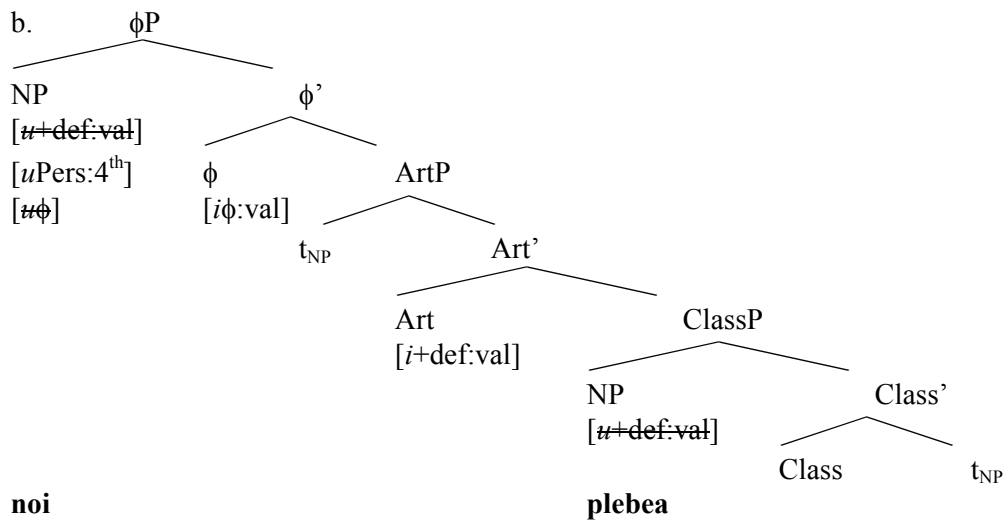 b. ϕP
NP ϕ’
[u+def:val]
[uPers:4th] ϕ ArtP
[uϕ] [iϕ:val]
tNP Art’
Art ClassP
[i+def:val]
NP Class’
[u+def:val]
Class tNP
noi plebea